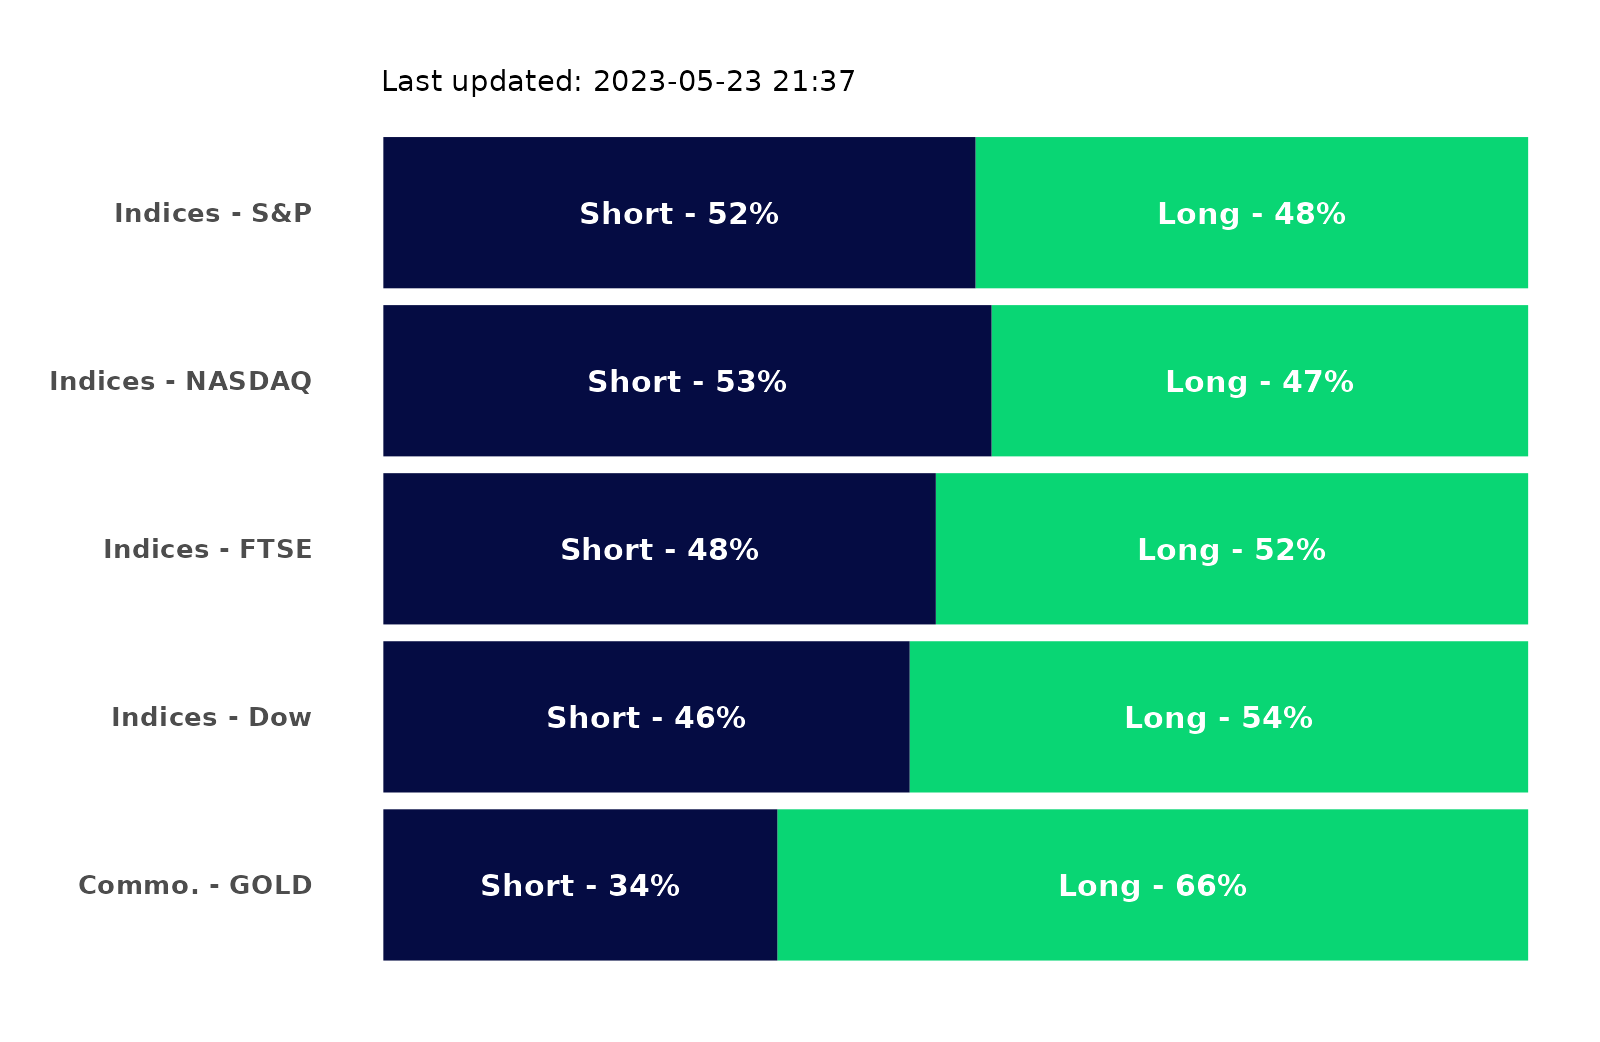 Last updated: 2023-05-23 21:37
Indices - S&P Short - 52% Long - 48%
Indices - NASDAQ Short - 53% Long - 47%
Indices - FTSE Short - 48% Long - 52%
Indices - Dow Short - 46% Long - 54%
Commo. - GOLD Short - 34% Long - 66%